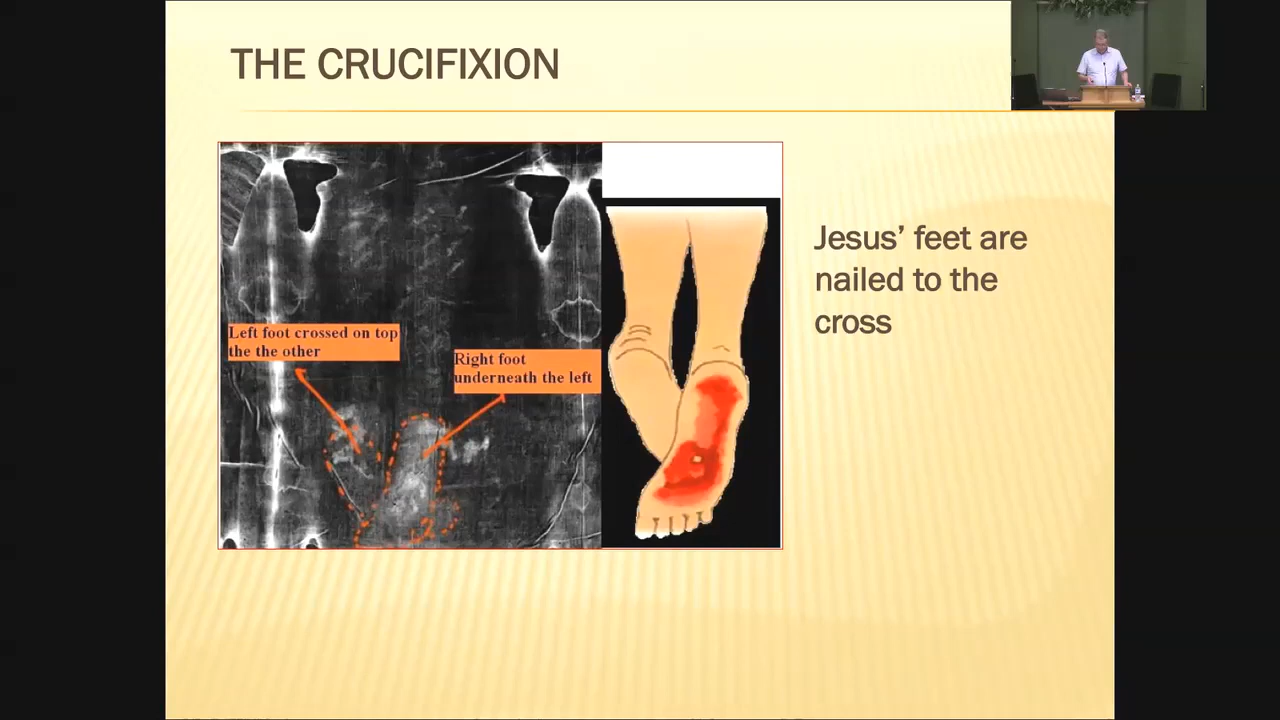 THE CRUCIFIXION
Left foot crossed on top
the the other
Right foot
underneath the left
Jesus’ feet are
nailed to the
cross